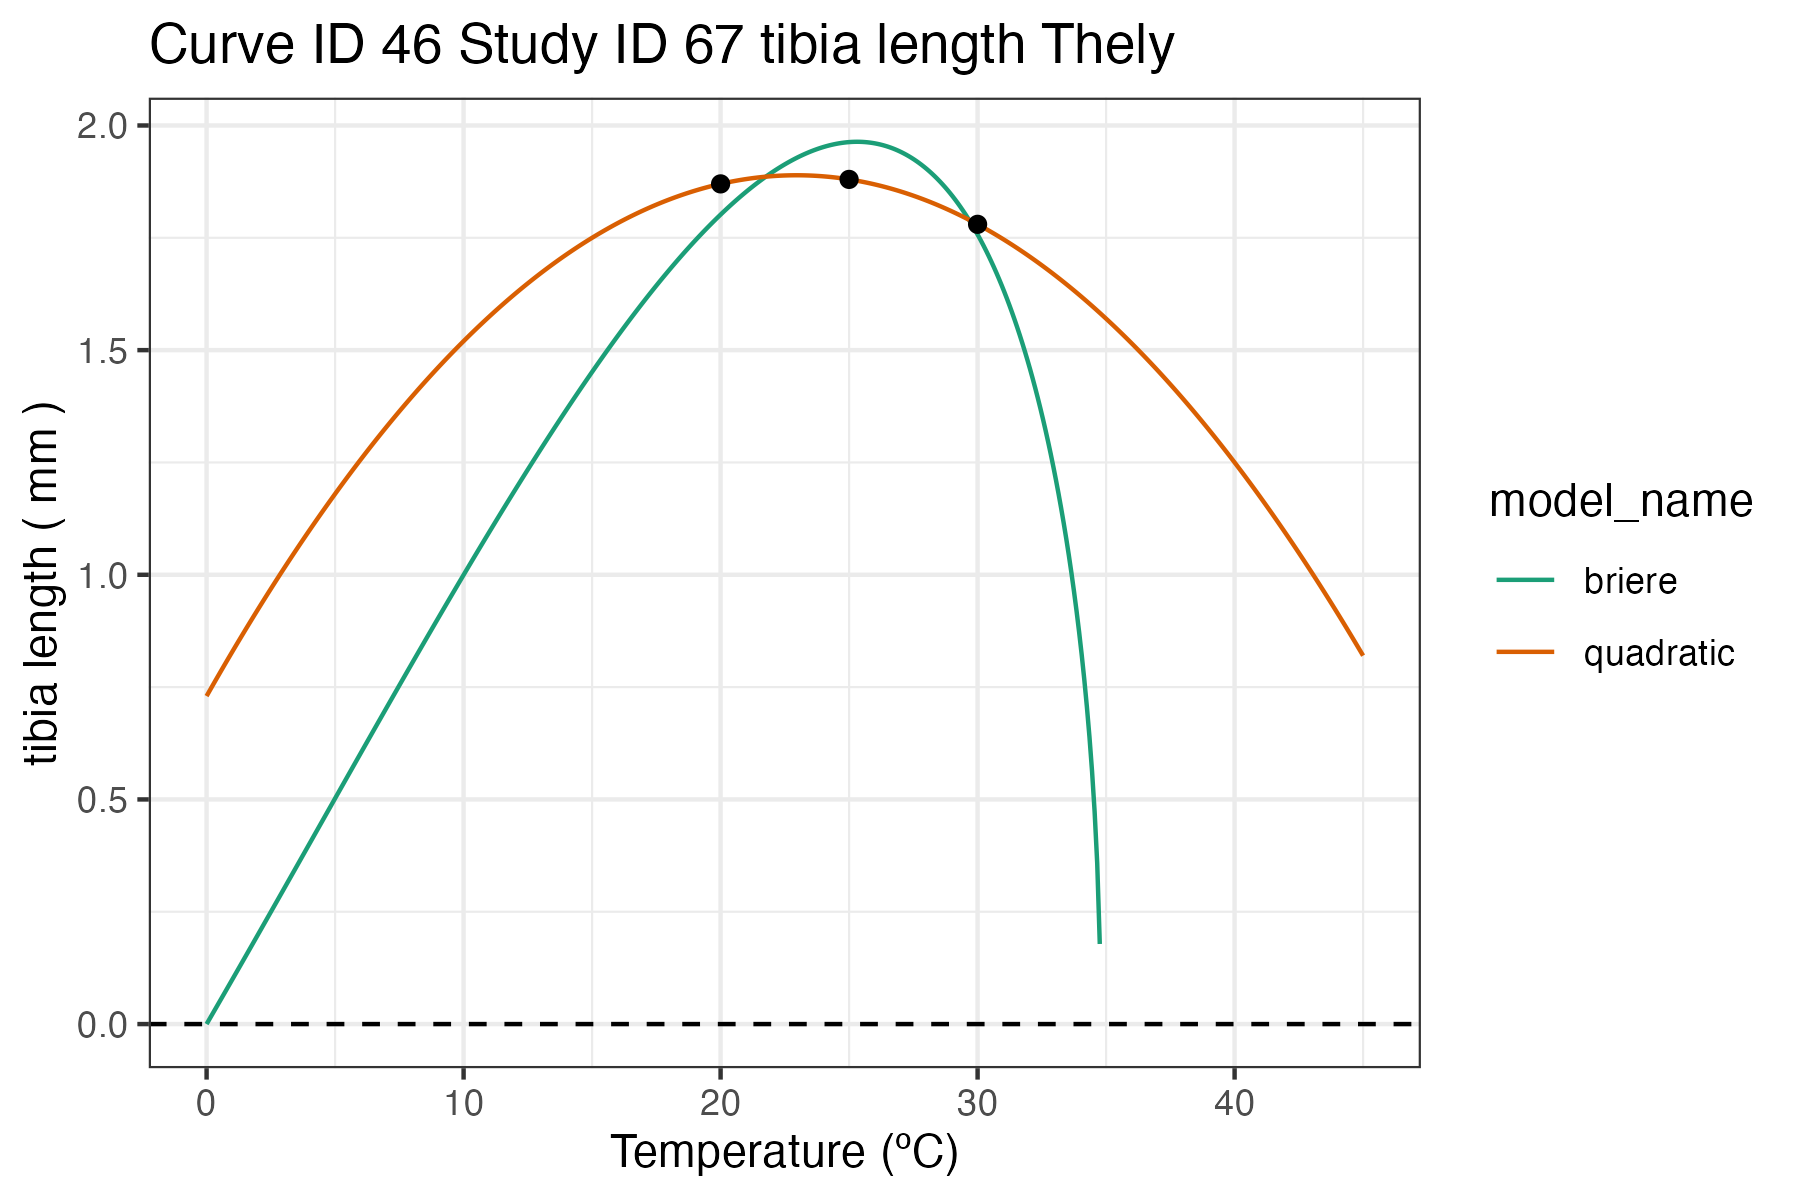 Curve ID 46 Study ID 67 tibia length Thely
2.0
1.5
1.0
0.5
0.0
tibia length ( mm )
0 10 20 30 40
Temperature (ºC)
model_name
briere
quadratic